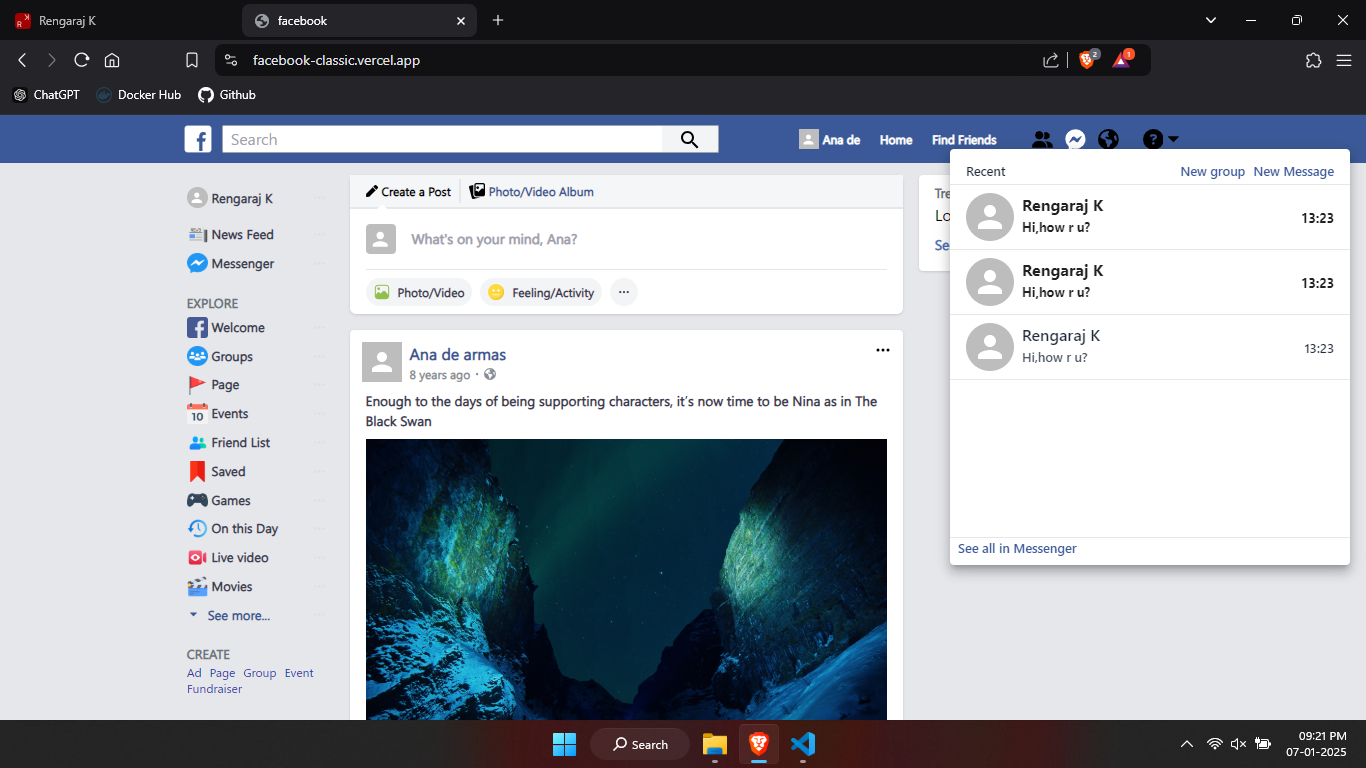 Rengaraj K
facebook
facebook-classic.vercel.app
2
1
ChatGPT
Docker Hub
Github
Search
Ana de
Home
Find Friends
Rengaraj K
News Feed
Messenger
EXPLORE
Welcome
Groups
Page
10
Events
Friend List
Saved
Games
On this Day
Live video
Movies
See more...
CREATE
Ad Page Group Event
Fundraiser
Create a Post
Photo/Video Album
What's on your mind, Ana?
Photo/Video
Feeling/Activity
...
Ana de armas
8 years ago ·
Enough to the days of being supporting characters, it's now time to be Nina as in The
Black Swan
Tre
Lo
Se
Recent
New group New Message
Rengaraj K
Hi,how r u?
13:23
Rengaraj K
Hi,how r u?
13:23
Rengaraj K
Hi,how r u?
13:23
See all in Messenger
Search
09:21 PM
07-01-2025